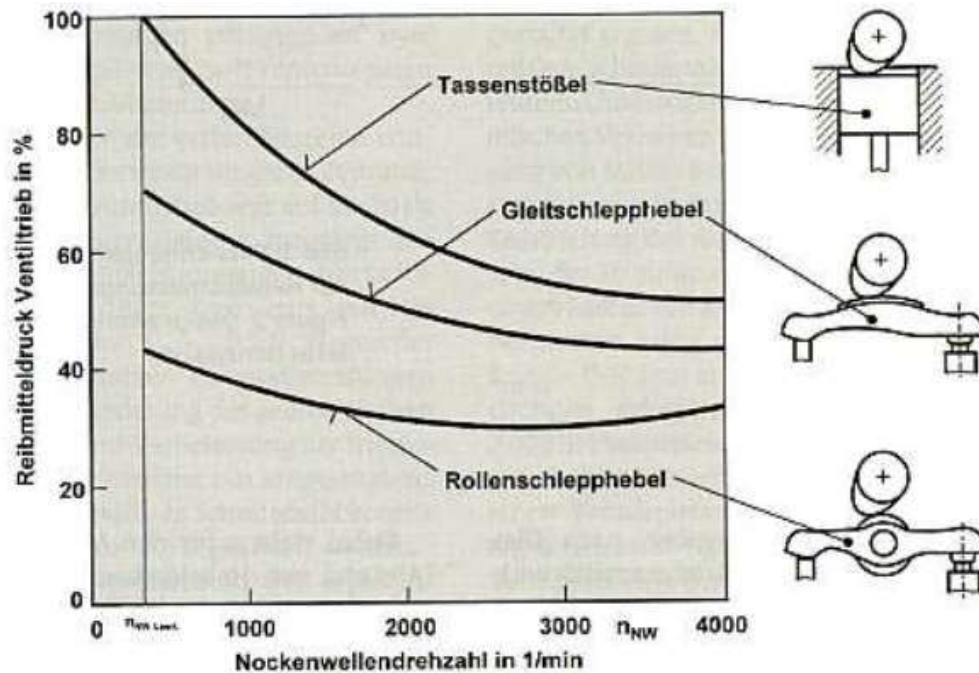 Reibmitteldruck Ventiltrieb in %
100
80
60
40
20
0
Tassenstößel
Gleitschlepphebel
Rollenschlepphebel
0
1000
2000
3000
n_NW
4000
Nockenwellendrehzahl in 1/min